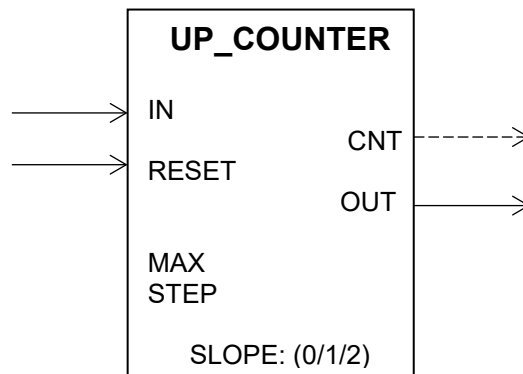 UP_COUNTER
IN
CNT
RESET
OUT
MAX
STEP
SLOPE: (0/1/2)